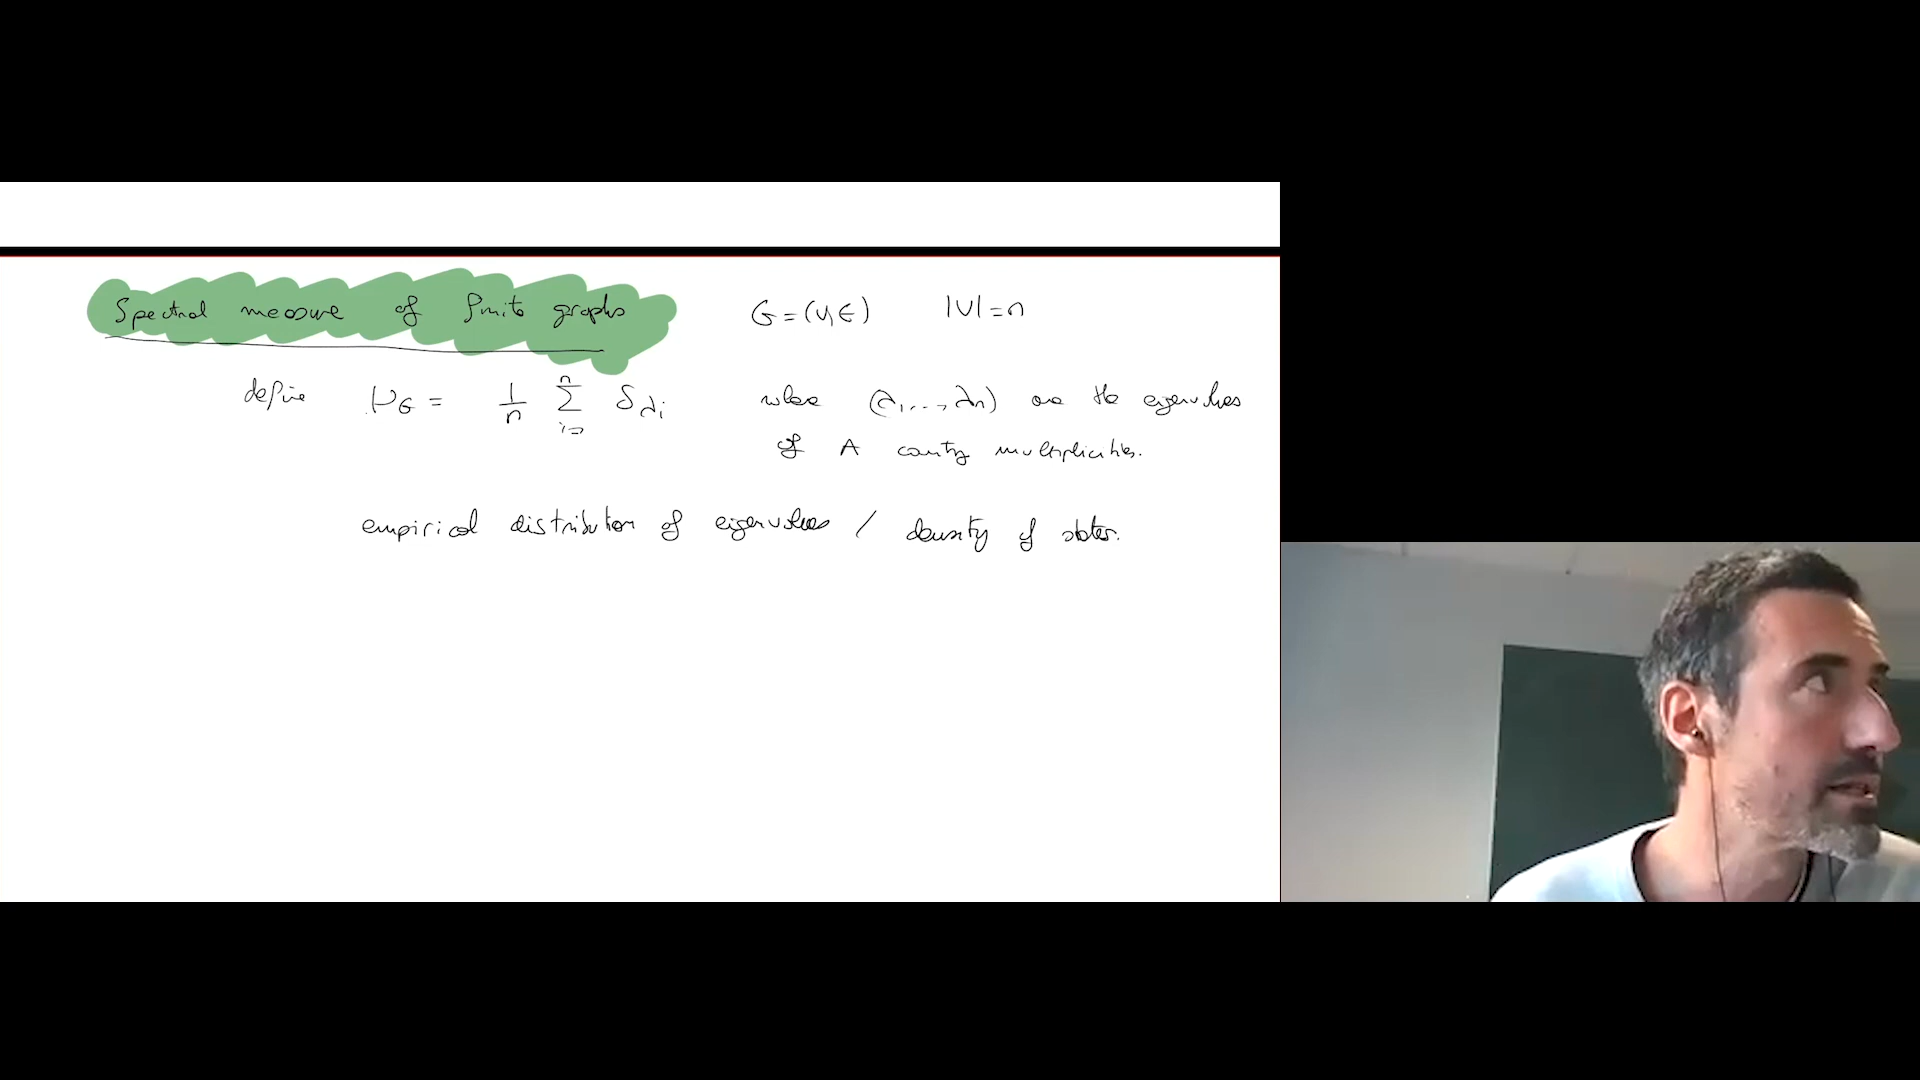 Spectral measure of finite graphs G = (V, E) |V| = n
define μ_G = 1/n ∑_{i=1}^{n} δ_{λ_i} where (λ_1, ..., λ_n) are the eigenvalues
of A counting multiplicities.
empirical distribution of eigenvalues / density of states.